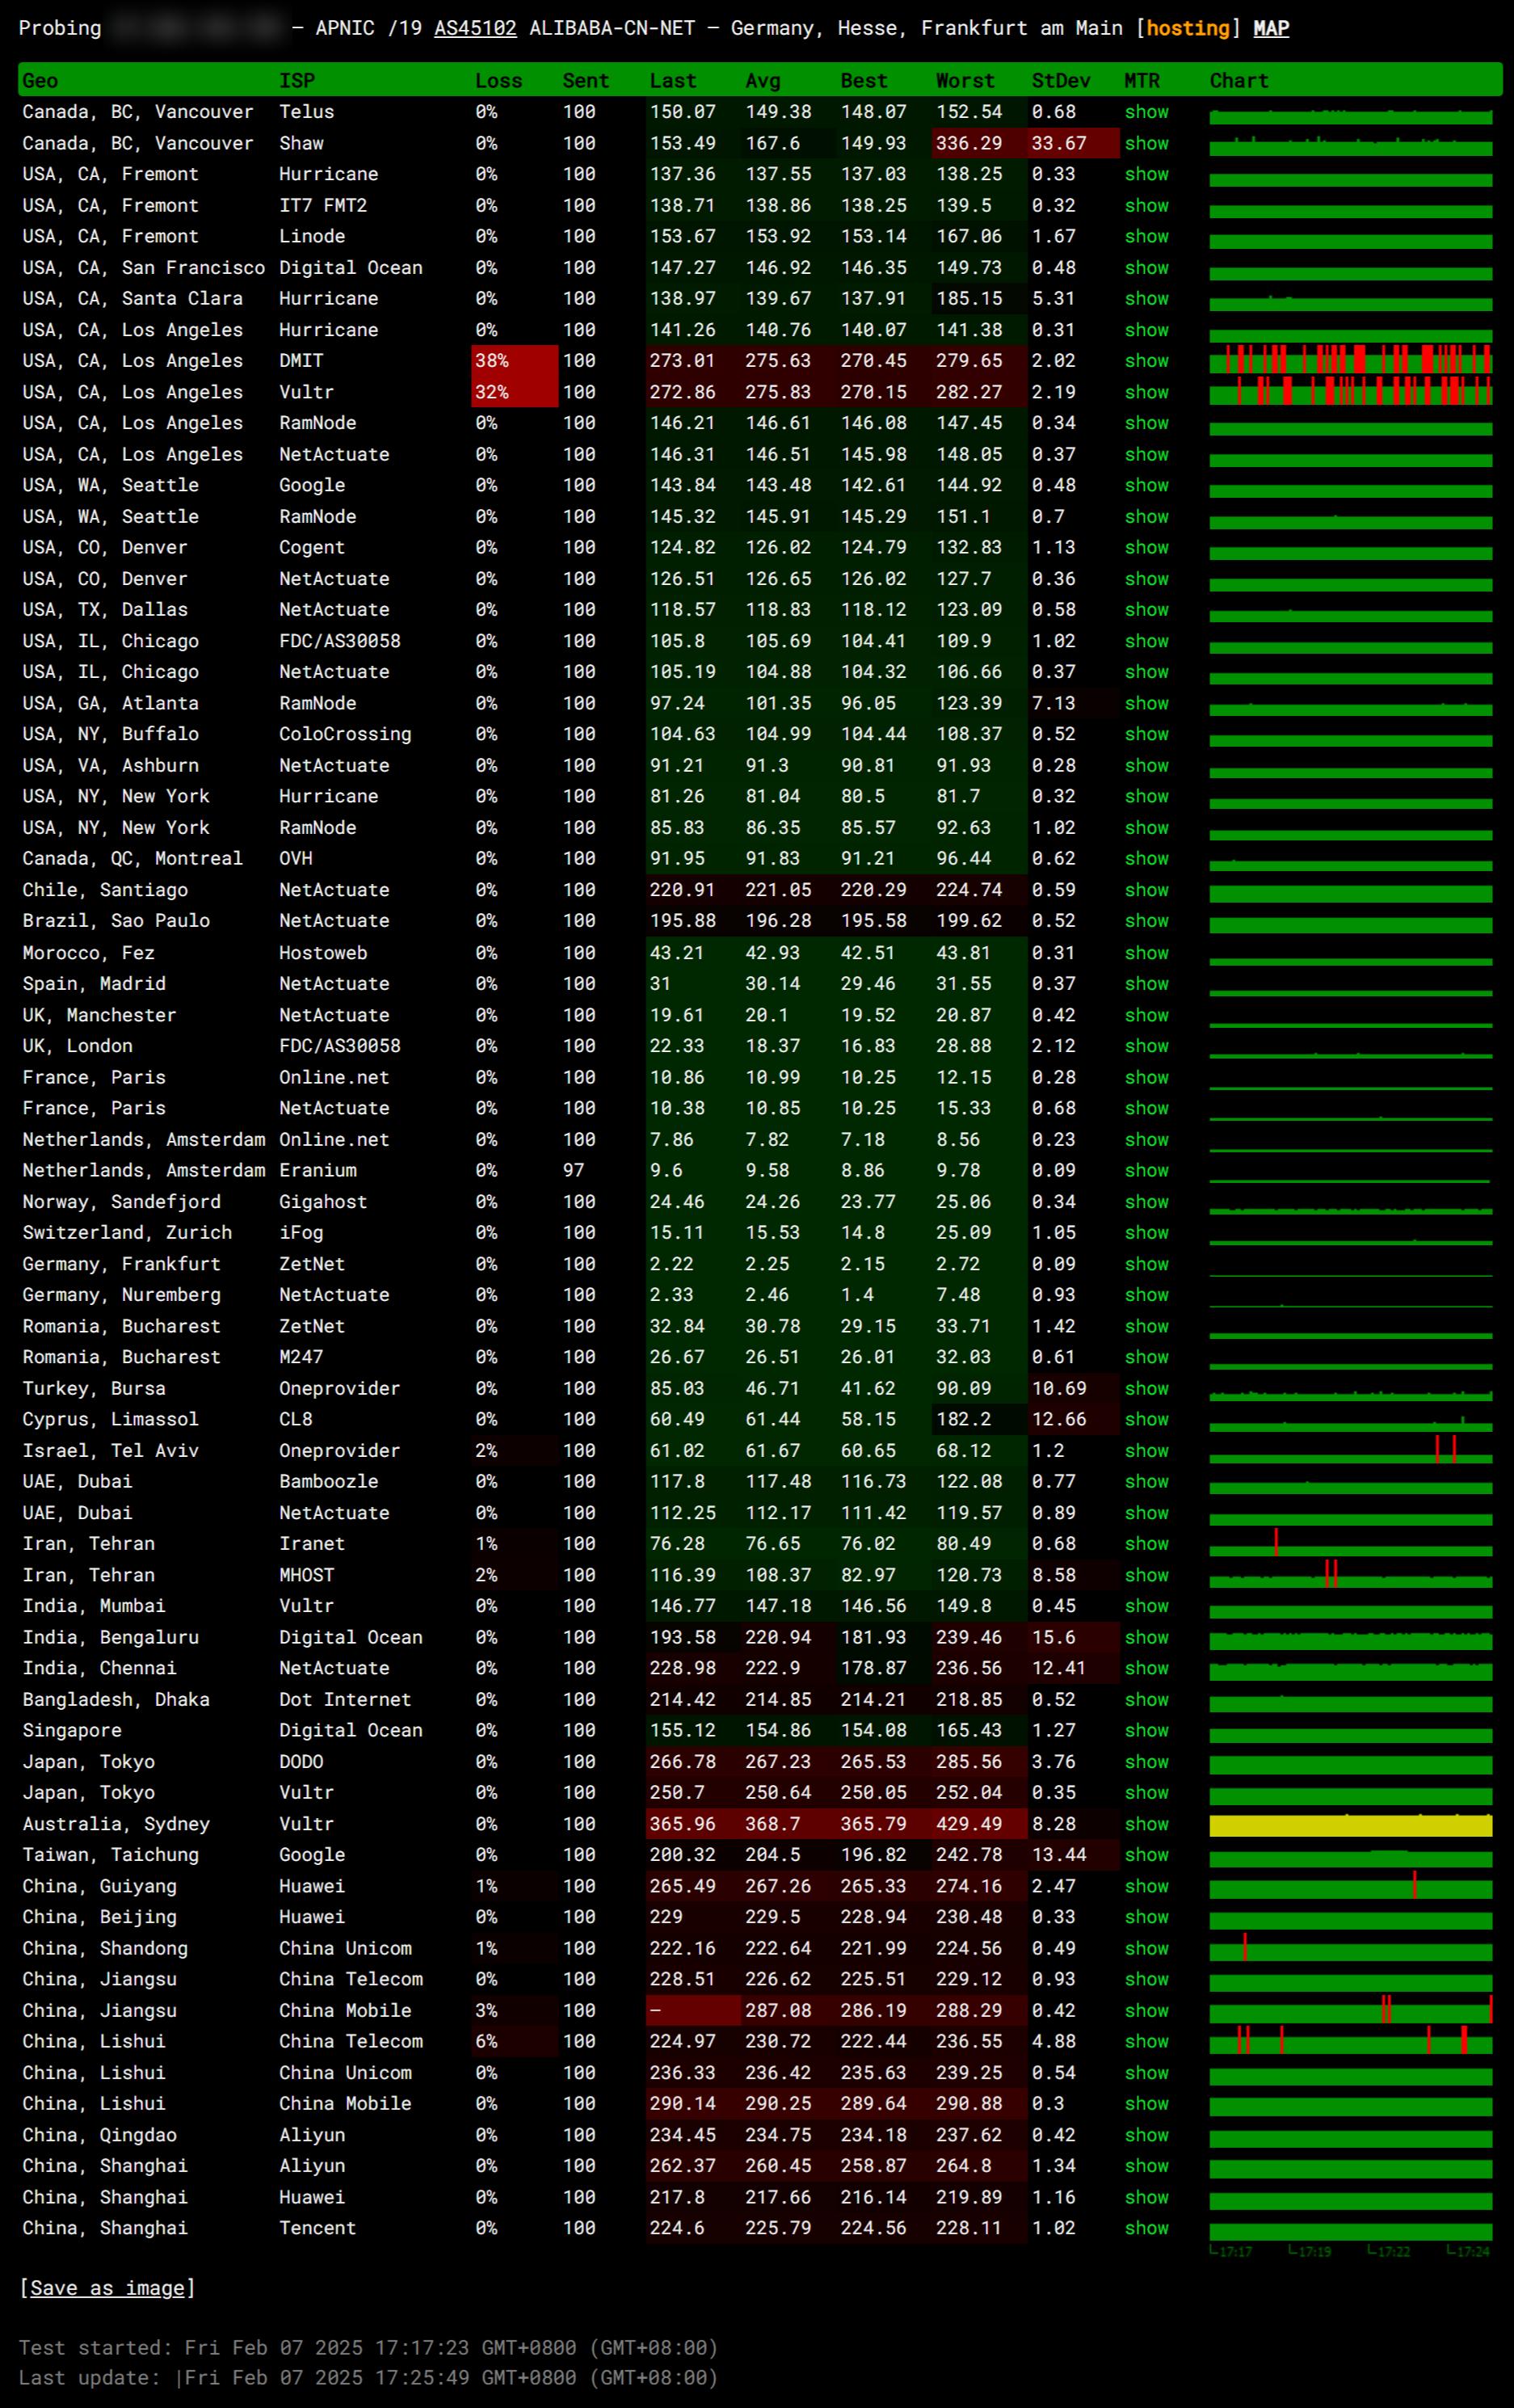 Probing — APNIC /19 AS45102 ALIBABA-CN-NET — Germany, Hesse, Frankfurt am Main [hosting] MAP
Geo ISP Loss Sent Last Avg Best Worst StDev MTR Chart
Canada, BC, Vancouver Telus 0% 100 150.07 149.38 148.07 152.54 0.68 show
Canada, BC, Vancouver Shaw 0% 100 153.49 167.6 149.93 336.29 33.67 show
USA, CA, Fremont Hurricane 0% 100 137.36 137.55 137.03 138.25 0.33 show
USA, CA, Fremont IT7 FMT2 0% 100 138.71 138.86 138.25 139.5 0.32 show
USA, CA, Fremont Linode 0% 100 153.67 153.92 153.14 167.06 1.67 show
USA, CA, San Francisco Digital Ocean 0% 100 147.27 146.92 146.35 149.73 0.48 show
USA, CA, Santa Clara Hurricane 0% 100 138.97 139.67 137.91 185.15 5.31 show
USA, CA, Los Angeles Hurricane 0% 100 141.26 140.76 140.07 141.38 0.31 show
USA, CA, Los Angeles DMIT 38% 100 273.01 275.63 270.45 279.65 2.02 show
USA, CA, Los Angeles Vultr 32% 100 272.86 275.83 270.15 282.27 2.19 show
USA, CA, Los Angeles RamNode 0% 100 146.21 146.61 146.08 147.45 0.34 show
USA, CA, Los Angeles NetActuate 0% 100 146.31 146.51 145.98 148.05 0.37 show
USA, WA, Seattle Google 0% 100 143.84 143.48 142.61 144.92 0.48 show
USA, WA, Seattle RamNode 0% 100 145.32 145.91 145.29 151.1 0.7 show
USA, CO, Denver Cogent 0% 100 124.82 126.02 124.79 132.83 1.13 show
USA, CO, Denver NetActuate 0% 100 126.51 126.65 126.02 127.7 0.36 show
USA, TX, Dallas NetActuate 0% 100 118.57 118.83 118.12 123.09 0.58 show
USA, IL, Chicago FDC/AS30058 0% 100 105.8 105.69 104.41 109.9 1.02 show
USA, IL, Chicago NetActuate 0% 100 105.19 104.88 104.32 106.66 0.37 show
USA, GA, Atlanta RamNode 0% 100 97.24 101.35 96.05 123.39 7.13 show
USA, NY, Buffalo ColoCrossing 0% 100 104.63 104.99 104.44 108.37 0.52 show
USA, VA, Ashburn NetActuate 0% 100 91.21 91.3 90.81 91.93 0.28 show
USA, NY, New York Hurricane 0% 100 81.26 81.04 80.5 81.7 0.32 show
USA, NY, New York RamNode 0% 100 85.83 86.35 85.57 92.63 1.02 show
Canada, QC, Montreal OVH 0% 100 91.95 91.83 91.21 96.44 0.62 show
Chile, Santiago NetActuate 0% 100 220.91 221.05 220.29 224.74 0.59 show
Brazil, Sao Paulo NetActuate 0% 100 195.88 196.28 195.58 199.62 0.52 show
Morocco, Fez Hostoweb 0% 100 43.21 42.93 42.51 43.81 0.31 show
Spain, Madrid NetActuate 0% 100 31 30.14 29.46 31.55 0.37 show
UK, Manchester NetActuate 0% 100 19.61 20.1 19.52 20.87 0.42 show
UK, London FDC/AS30058 0% 100 22.33 18.37 16.83 28.88 2.12 show
France, Paris Online.net 0% 100 10.86 10.99 10.25 12.15 0.28 show
France, Paris NetActuate 0% 100 10.38 10.85 10.25 15.33 0.68 show
Netherlands, Amsterdam Online.net 0% 100 7.86 7.82 7.18 8.56 0.23 show
Netherlands, Amsterdam Eranium 0% 97 9.6 9.58 8.86 9.78 0.09 show
Norway, Sandefjord Gigahost 0% 100 24.46 24.26 23.77 25.06 0.34 show
Switzerland, Zurich iFog 0% 100 15.11 15.53 14.8 25.09 1.05 show
Germany, Frankfurt ZetNet 0% 100 2.22 2.25 2.15 2.72 0.09 show
Germany, Nuremberg NetActuate 0% 100 2.33 2.46 1.4 7.48 0.93 show
Romania, Bucharest ZetNet 0% 100 32.84 30.78 29.15 33.71 1.42 show
Romania, Bucharest M247 0% 100 26.67 26.51 26.01 32.03 0.61 show
Turkey, Bursa Oneprovider 0% 100 85.03 46.71 41.62 90.09 10.69 show
Cyprus, Limassol CL8 0% 100 60.49 61.44 58.15 182.2 12.66 show
Israel, Tel Aviv Oneprovider 2% 100 61.02 61.67 60.65 68.12 1.2 show
UAE, Dubai Bamboozle 0% 100 117.8 117.48 116.73 122.08 0.77 show
UAE, Dubai NetActuate 0% 100 112.25 112.17 111.42 119.57 0.89 show
Iran, Tehran Iranet 1% 100 76.28 76.65 76.02 80.49 0.68 show
Iran, Tehran MHOST 2% 100 116.39 108.37 82.97 120.73 8.58 show
India, Mumbai Vultr 0% 100 146.77 147.18 146.56 149.8 0.45 show
India, Bengaluru Digital Ocean 0% 100 193.58 220.94 181.93 239.46 15.6 show
India, Chennai NetActuate 0% 100 228.98 222.9 178.87 236.56 12.41 show
Bangladesh, Dhaka Dot Internet 0% 100 214.42 214.85 214.21 218.85 0.52 show
Singapore Digital Ocean 0% 100 155.12 154.86 154.08 165.43 1.27 show
Japan, Tokyo DODO 0% 100 266.78 267.23 265.53 285.56 3.76 show
Japan, Tokyo Vultr 0% 100 250.7 250.64 250.05 252.04 0.35 show
Australia, Sydney Vultr 0% 100 365.96 368.7 365.79 429.49 8.28 show
Taiwan, Taichung Google 0% 100 200.32 204.5 196.82 242.78 13.44 show
China, Guiyang Huawei 1% 100 265.49 267.26 265.33 274.16 2.47 show
China, Beijing Huawei 0% 100 229 229.5 228.94 230.48 0.33 show
China, Shandong China Unicom 1% 100 222.16 222.64 221.99 224.56 0.49 show
China, Jiangsu China Telecom 0% 100 228.51 226.62 225.51 229.12 0.93 show
China, Jiangsu China Mobile 3% 100 — 287.08 286.19 288.29 0.42 show
China, Lishui China Telecom 6% 100 224.97 230.72 222.44 236.55 4.88 show
China, Lishui China Unicom 0% 100 236.33 236.42 235.63 239.25 0.54 show
China, Lishui China Mobile 0% 100 290.14 290.25 289.64 290.88 0.3 show
China, Qingdao Aliyun 0% 100 234.45 234.75 234.18 237.62 0.42 show
China, Shanghai Aliyun 0% 100 262.37 260.45 258.87 264.8 1.34 show
China, Shanghai Huawei 0% 100 217.8 217.66 216.14 219.89 1.16 show
China, Shanghai Tencent 0% 100 224.6 225.79 224.56 228.11 1.02 show
17:17 17:19 17:22 17:24
[Save as image]
Test started: Fri Feb 07 2025 17:17:23 GMT+0800 (GMT+08:00)
Last update: |Fri Feb 07 2025 17:25:49 GMT+0800 (GMT+08:00)